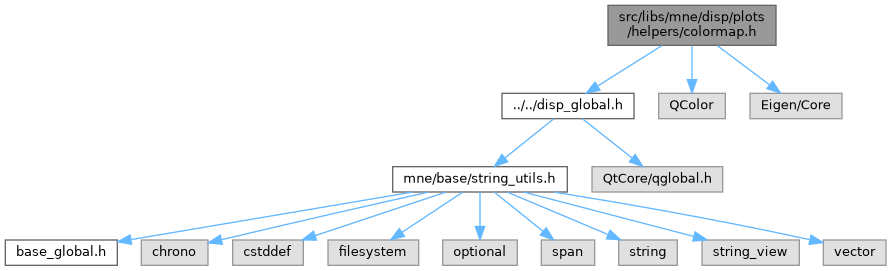 src/libs/mne/disp/plots
/helpers/colormap.h
../../disp_global.h
QColor
Eigen/Core
mne/base/string_utils.h
QtCore/qglobal.h
base_global.h
chrono
cstddef
filesystem
optional
span
string
string_view
vector